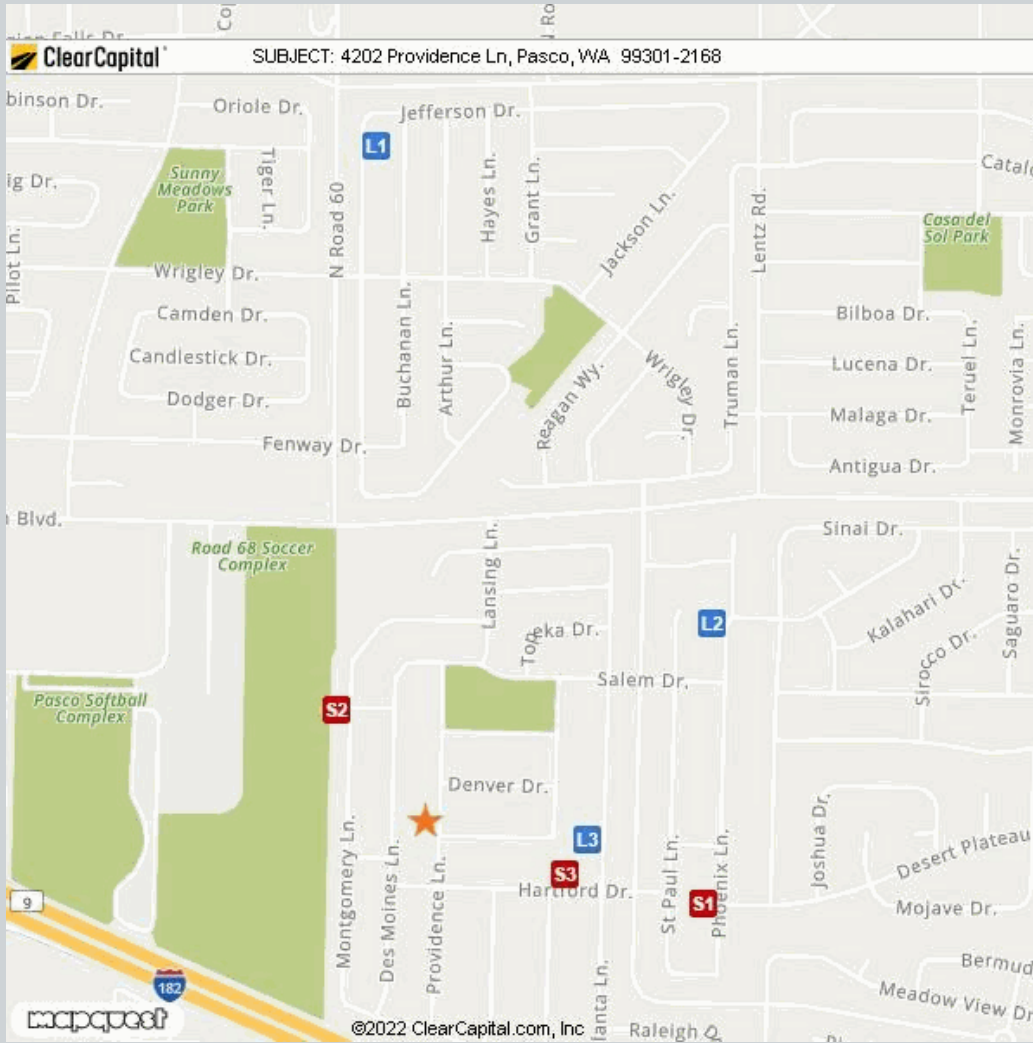 ClearCapital
SUBJECT: 4202 Providence Ln, Pasco, WA 99301-2168
Oriole Dr.
Jefferson Dr.
L1
Sunny
Meadows
Park
Tiger Ln.
N Road 60
Hayes Ln.
Grant Ln.
Jackson Ln.
Lentz Rd.
Casa del
Sol Park
Pilot Ln.
Wrigley Dr.
Camden Dr.
Candlestick Dr.
Dodger Dr.
Fenway Dr.
Buchanan Ln.
Arthur Ln.
Reagan Wy.
Wrigley Dr.
Truman Ln.
Bilboa Dr.
Lucena Dr.
Malaga Dr.
Antigua Dr.
Teruel Ln.
Monrovia Ln.
Blvd.
Road 68 Soccer
Complex
Lansing Ln.
Sinai Dr.
Kalahari Dr.
Saguaro Dr.
Sirocco Dr.
L2
Topeka Dr.
Salem Dr.
Pasco Softball
Complex
S2
Denver Dr.
L3
S3
Hartford Dr.
S1
Montgomery Ln.
Des Moines Ln.
Providence Ln.
St Paul Ln.
Phoenix Ln.
Joshua Dr.
Desert Plateau
Mojave Dr.
Bermud
Meadow View Dr
9
182
mapquest
©2022 ClearCapital.com, Inc
lanta Ln.
Raleigh